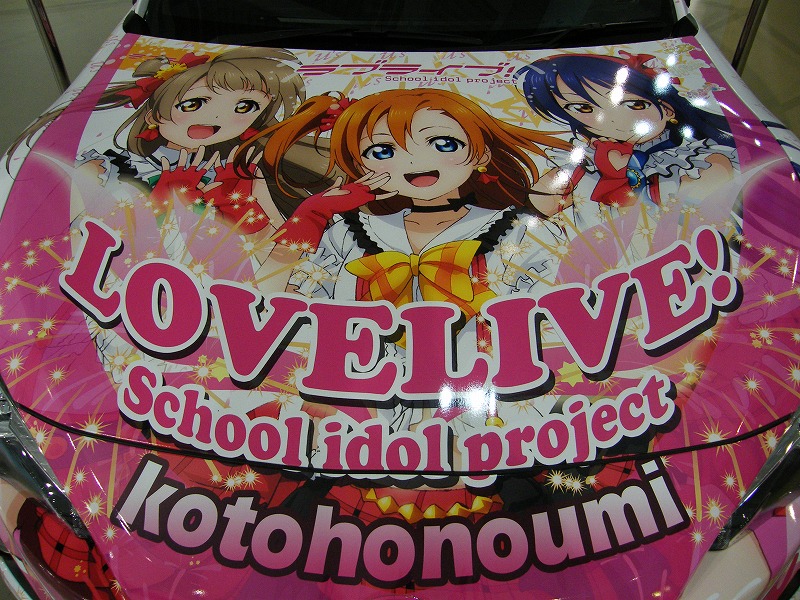 ラブライブ!
School idol project
LOVELIVE!
School idol project
kotohonoumi